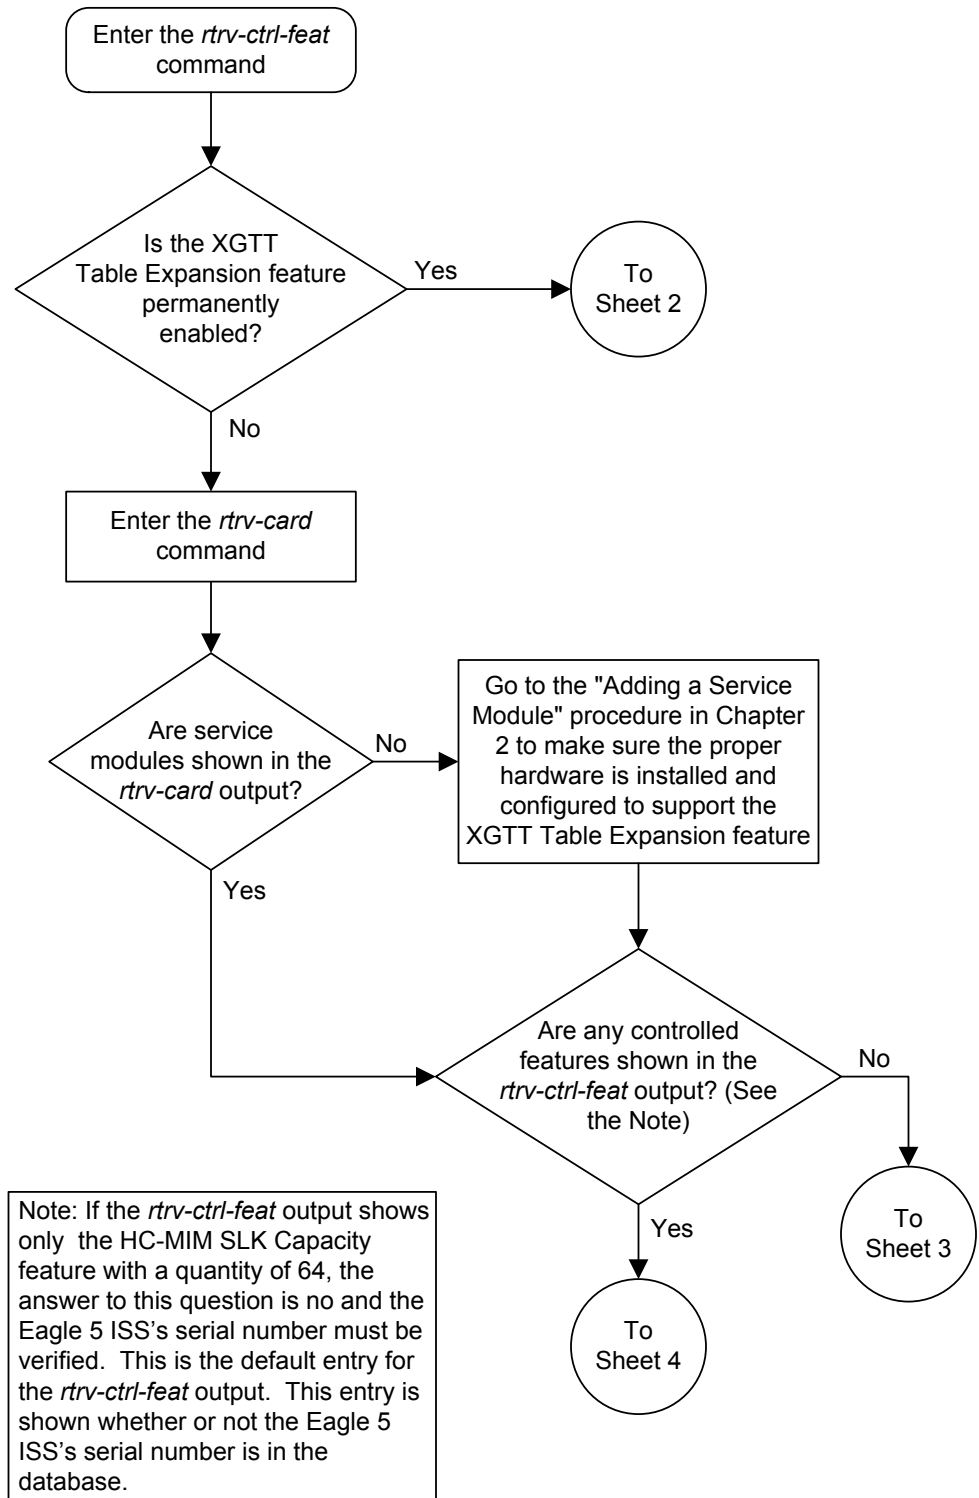 Enter the rtrv-ctrl-feat
command
Is the XGTT
Table Expansion feature
permanently
enabled?
Yes
To
Sheet 2
No
Enter the rtrv-card
command
Are service
modules shown in the
rtrv-card output?
No
Go to the "Adding a Service
Module" procedure in Chapter
2 to make sure the proper
hardware is installed and
configured to support the
XGTT Table Expansion feature
Yes
Are any controlled
features shown in the
rtrv-ctrl-feat output? (See
the Note)
No
To
Sheet 3
Yes
To
Sheet 4
Note: If the rtrv-ctrl-feat output shows
only  the HC-MIM SLK Capacity
feature with a quantity of 64, the
answer to this question is no and the
Eagle 5 ISS’s serial number must be
verified.  This is the default entry for
the rtrv-ctrl-feat output.  This entry is
shown whether or not the Eagle 5
ISS’s serial number is in the
database.